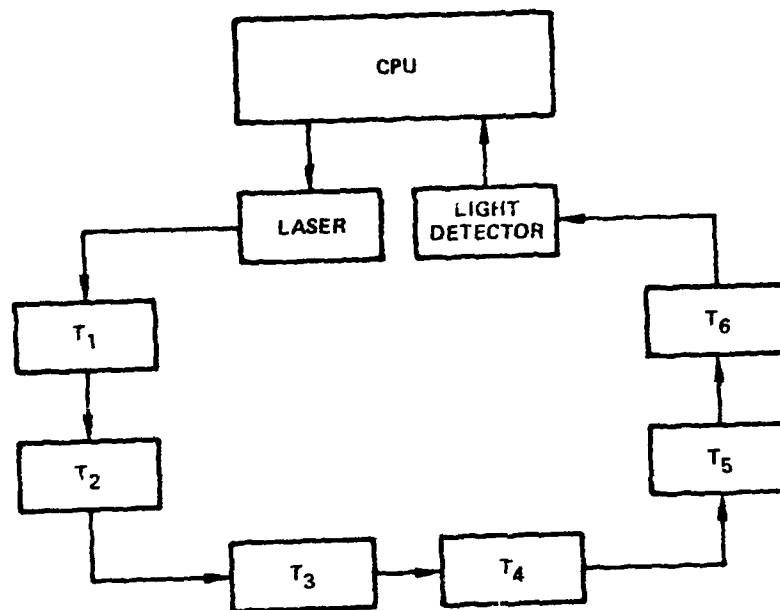 CPU
LASER
LIGHT
DETECTOR
T1
T2
T3
T4
T5
T6